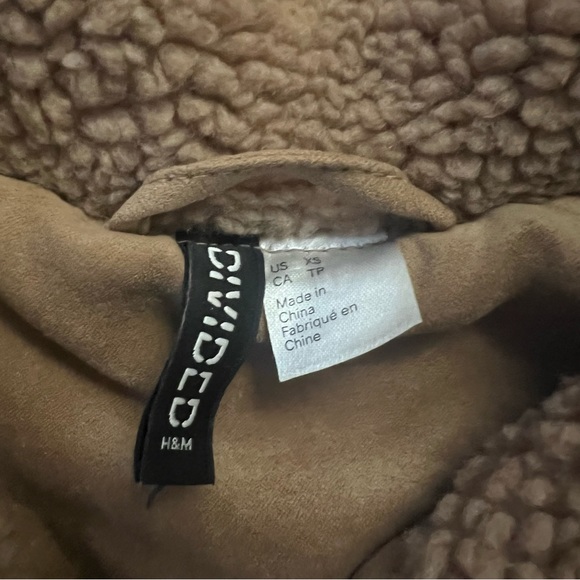 DIVIDED
H&M
US XS
CA TP
Made in
China
Fabriqué en
Chine